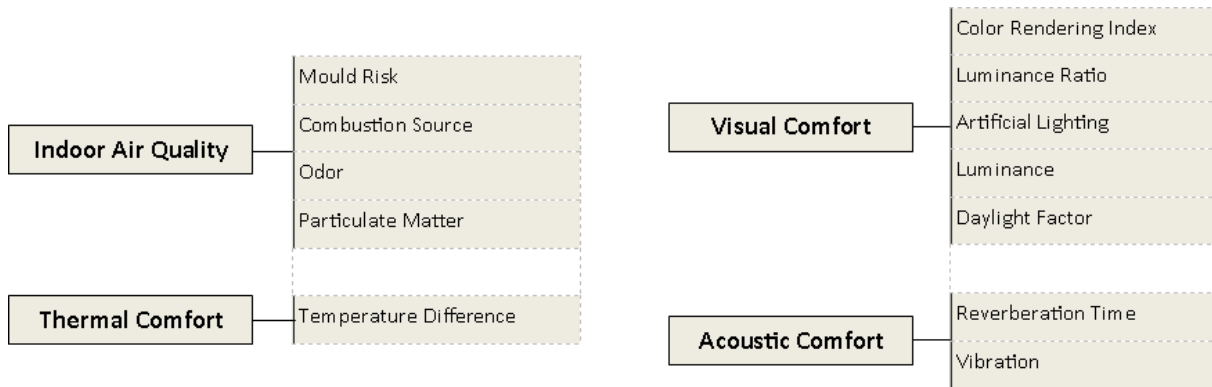 Indoor Air Quality
Mould Risk
Combustion Source
Odor
Particulate Matter
Thermal Comfort
Temperature Difference
Visual Comfort
Color Rendering Index
Luminance Ratio
Artificial Lighting
Luminance
Daylight Factor
Acoustic Comfort
Reverberation Time
Vibration